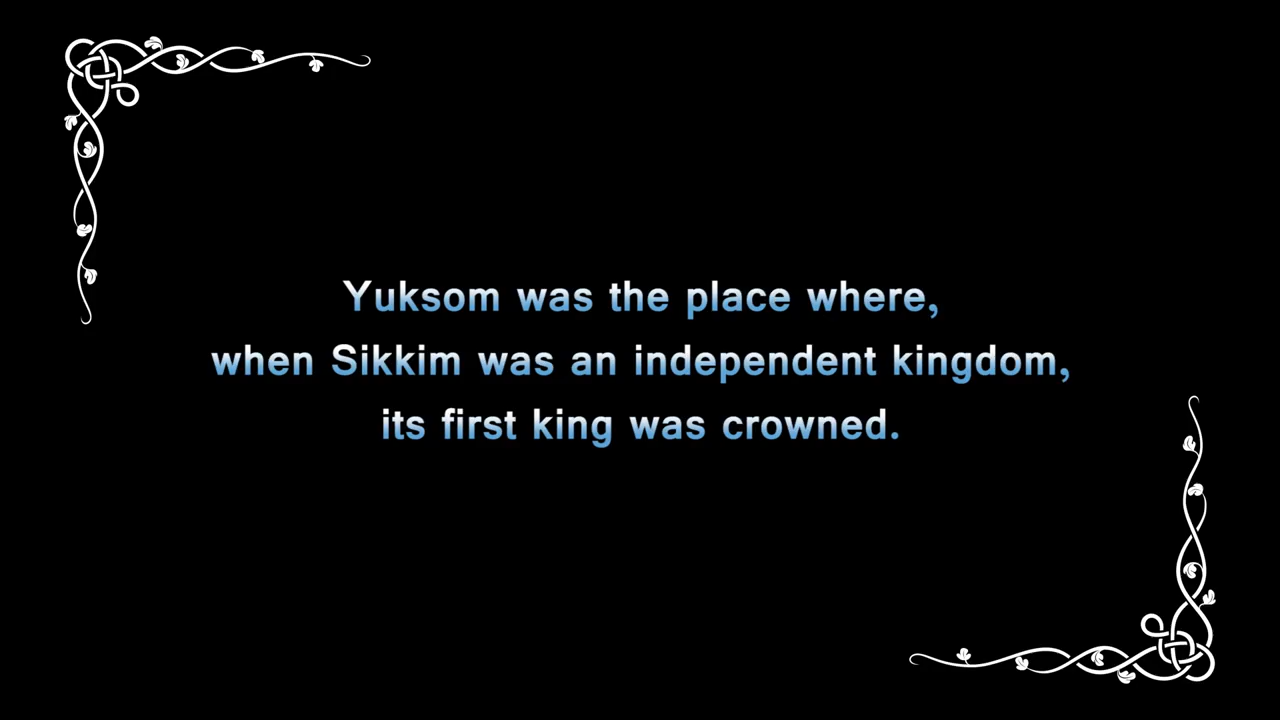 Yuksom was the place where,
when Sikkim was an independent kingdom,
its first king was crowned.